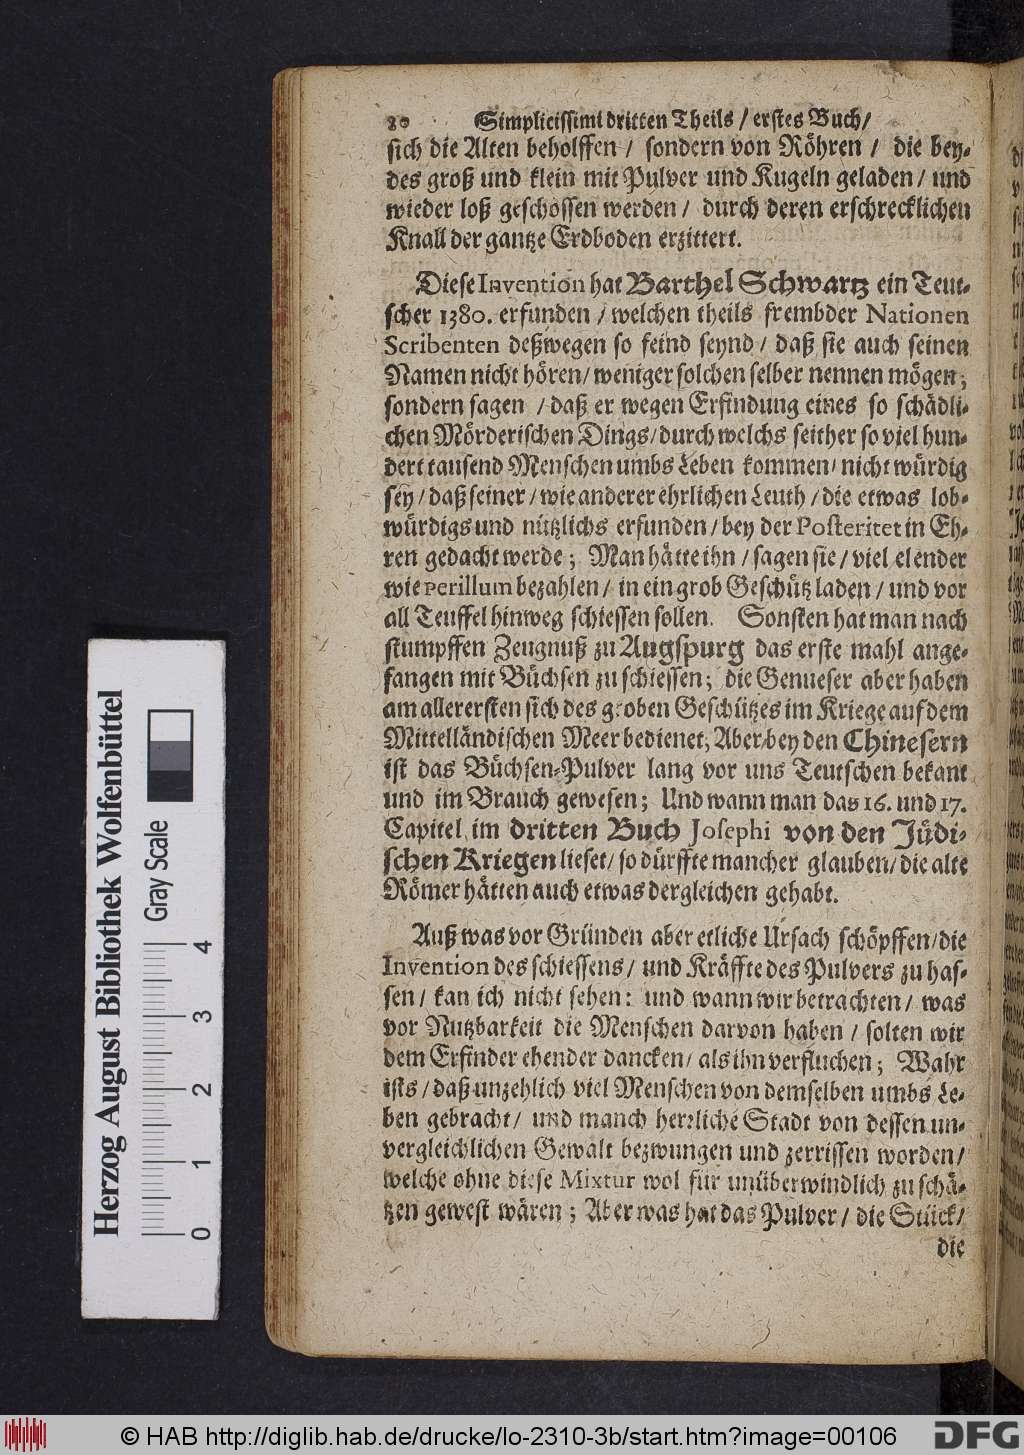 80 Simplicissimi dritten Theils / erstes Buch /
sich die Alten beholffen / sondern von Röhren / die bey-
des groß und klein mit Pulver und Kugeln geladen / und
wieder loß geschossen werden / durch deren erschrecklichen
Knall der gantze Erdboden erzittert.
Diese Invention hat Barthel Schwartz ein Teut-
scher 1380. erfunden / welchen theils frembder Nationen
Scribenten deßwegen so feind seynd / daß sie auch seinen
Namen nicht hören / weniger solchen selber nennen mögen;
sondern sagen / daß er wegen Erfindung eines so schädli-
chen Mörderischen Dings / durch welchs seither so viel hun-
dert tausend Menschen umbs Leben kommen / nicht würdig
sey / daß seiner / wie anderer ehrlichen Leuth / die etwas lob-
würdigs und nützlichs erfunden / bey der Posteritet in Eh-
ren gedacht werde; Man hätte ihn / sagen sie / viel elender
wie Perillum bezahlen / in ein grob Geschütz laden / und vor
all Teuffel hinweg schiessen sollen. Sonsten hat man nach
stumpffen Zeugnuß zu Augspurg das erste mahl ange-
fangen mit Büchsen zu schiessen; die Genueser aber haben
am allerersten sich des groben Geschützes im Kriege auf dem
Mittelländischen Meer bedienet, Aber bey den Chinesern
ist das Büchsen-Pulver lang vor uns Teutschen bekant
und im Brauch gewesen; Und wann man das 16. und 17.
Capitel im dritten Buch Josephi von den Jüdi-
schen Kriegen lieset / so dürffte mancher glauben / die alte
Römer hätten auch etwas dergleichen gehabt.
Auß was vor Gründen aber etliche Ursach schöpffen / die
Invention des schiessens / und Kräffte des Pulvers zu has-
sen / kan ich nicht sehen: und wann wir betrachten / was
vor Nutzbarkeit die Menschen darvon haben / solten wir
dem Erfinder ehender dancken / als ihn verfluchen; Wahr
ists / daß unzehlich viel Menschen von demselben umbs Le-
ben gebracht / und manch herrliche Stadt von dessen un-
vergleichlichen Gewalt bezwungen und zerrissen worden /
welche ohne diese Mixtur wol für unüberwindlich zu schä-
tzen gewest wären; Aber was hat das Pulver / die Stück /
die
Herzog August Bibliothek Wolfenbüttel
Gray Scale
0 1 2 3 4
© HAB http://diglib.hab.de/drucke/lo-2310-3b/start.htm?image=00106
DFG